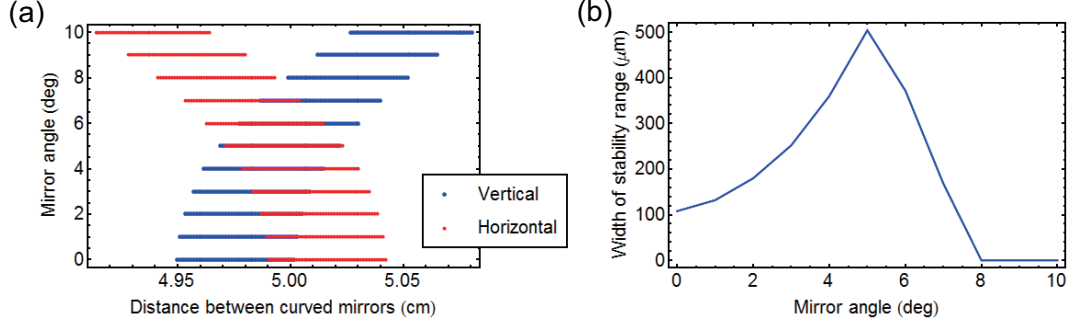 (a)
10
8
6
4
2
0
Mirror angle (deg)
4.95
5.00
5.05
Distance between curved mirrors (cm)
Vertical
Horizontal
(b)
500
400
300
200
100
0
Width of stability range (μm)
0
2
4
6
8
10
Mirror angle (deg)